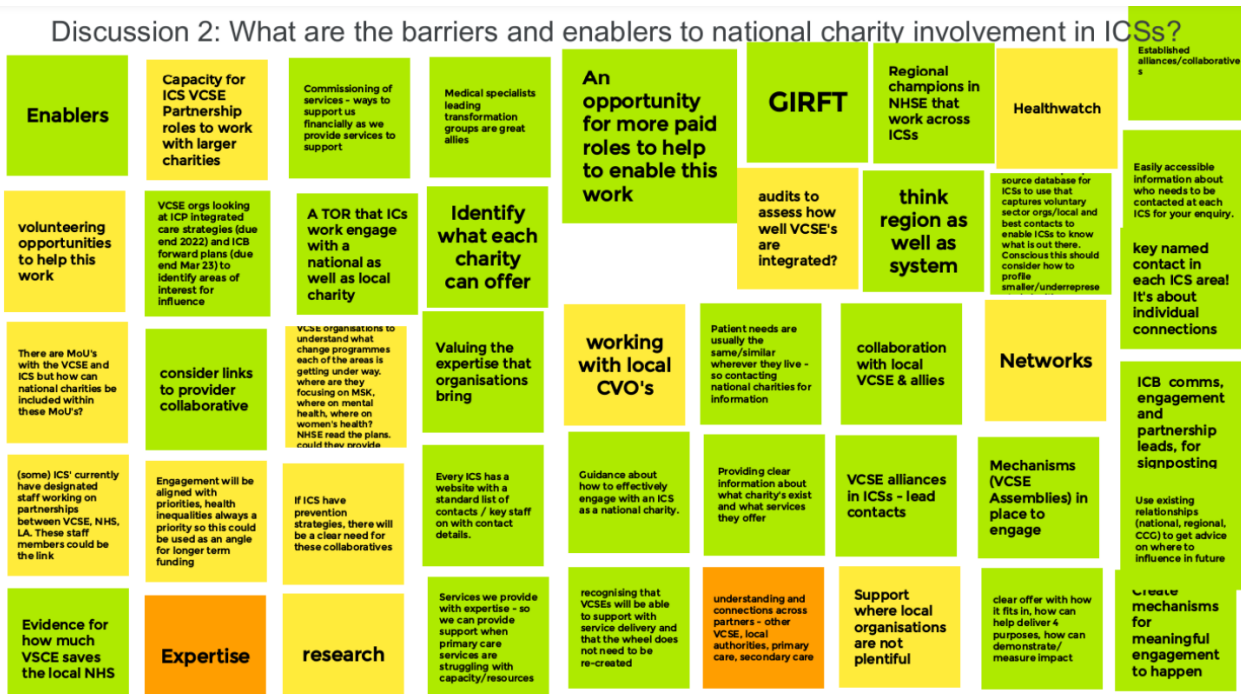 Discussion 2: What are the barriers and enablers to national charity involvement in ICSs?
Enablers
Capacity for
ICS VCSE
Partnership
roles to work
with larger
charities
Commissioning of
services - ways to
support us
financially as we
provide services to
support
Medical specialists
leading
transformation
groups are great
allies
An
opportunity
for more paid
roles to help
to enable this
work
GIRFT
Regional
champions in
NHSE that
work across
ICSs
Healthwatch
Established
alliances/collaborative
s
volunteering
opportunities
to help this
work
VCSE orgs looking
at ICP integrated
care strategies (due
end 2022) and ICB
forward plans (due
end Mar 23) to
identify areas of
interest for
influence
A TOR that ICs
work engage
with a
national as
well as local
charity
Identify
what each
charity
can offer
audits to
assess how
well VCSE's
are
integrated?
think
region as
well as
system
source database for
ICSs to use that
captures voluntary
sector orgs/local and
best contacts to
enable ICSs to know
what is out there.
Conscious this should
consider how to
profile
smaller/underreprese
Easily accessible
information about
who needs to be
contacted at each
ICS for your enquiry.
key named
contact in
each ICS area!
It's about
individual
connections
There are MoU's
with the VCSE and
ICS but how can
national charities be
included within
these MoU's?
consider links
to provider
collaborative
VCSE organisations to
understand what
change programmes
each of the areas is
getting under way.
where are they
focusing on MSK,
where on mental
health, where on
women's health?
NHSE read the plans.
could they provide
Valuing the
expertise that
organisations
bring
working
with local
CVO's
Patient needs are
usually the
same/similar
wherever they live -
so contacting
national charities for
information
collaboration
with local
VCSE & allies
Networks
ICB comms,
engagement
and
partnership
leads, for
signposting
(some) ICS' currently
have designated
staff working on
partnerships
between VCSE, NHS,
LA. These staff
members could be
the link
Engagement will be
aligned with
priorities, health
inequalities always a
priority so this could
be used as an angle
for longer term
funding
If ICS have
prevention
strategies, there will
be a clear need for
these collaboratives
Every ICS has a
website with a
standard list of
contacts / key staff
on with contact
details.
Guidance about
how to effectively
engage with an ICS
as a national charity.
Providing clear
information about
what charity's exist
and what services
they offer
VCSE alliances
in ICSs - lead
contacts
Mechanisms
(VCSE
Assemblies) in
place to
engage
Use existing
relationships
(national, regional,
CCG) to get advice
on where to
influence in future
Evidence for
how much
VSCE saves
the local NHS
Expertise
research
Services we provide
with expertise - so
we can provide
support when
primary care
services are
struggling with
capacity/resources
recognising that
VCSEs will be able
to support with
service delivery and
that the wheel does
not need to be
re-created
understanding and
connections across
partners - other
VCSE, local
authorities, primary
care, secondary care
Support
where local
organisations
are not
plentiful
clear offer with how
it fits in, how can
help deliver 4
purposes, how can
demonstrate/
measure impact
Create
mechanisms
for
meaningful
engagement
to happen